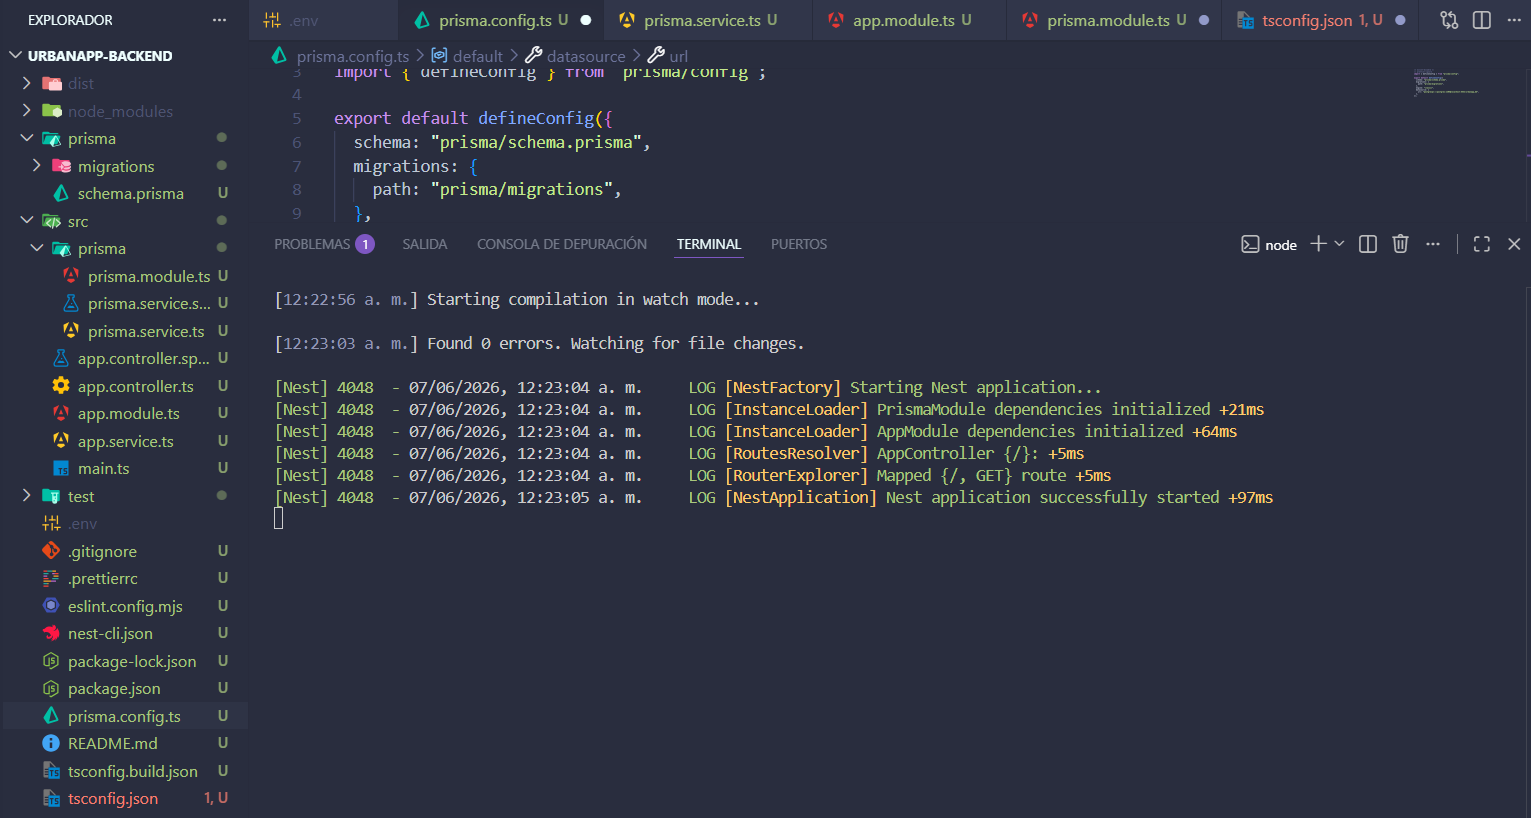 EXPLORADOR ...
URBANAPP-BACKEND
dist
node_modules
prisma
migrations
schema.prisma U
src
prisma
prisma.module.ts U
prisma.service.s... U
prisma.service.ts U
app.controller.sp... U
app.controller.ts U
app.module.ts U
app.service.ts U
main.ts U
test
.env
.gitignore U
.prettierrc U
eslint.config.mjs U
nest-cli.json U
package-lock.json U
package.json U
prisma.config.ts U
README.md U
tsconfig.build.json U
tsconfig.json 1, U
.env
prisma.config.ts U
prisma.service.ts U
app.module.ts U
prisma.module.ts U
tsconfig.json 1, U
prisma.config.ts > default > datasource > url
3 import { defineConfig } from "prisma/config";
4
5 export default defineConfig({
6 schema: "prisma/schema.prisma",
7 migrations: {
8 path: "prisma/migrations",
9 },
PROBLEMAS 1 SALIDA CONSOLA DE DEPURACIÓN TERMINAL PUERTOS
node
[12:22:56 a. m.] Starting compilation in watch mode...
[12:23:03 a. m.] Found 0 errors. Watching for file changes.
[Nest] 4048 - 07/06/2026, 12:23:04 a. m. LOG [NestFactory] Starting Nest application...
[Nest] 4048 - 07/06/2026, 12:23:04 a. m. LOG [InstanceLoader] PrismaModule dependencies initialized +21ms
[Nest] 4048 - 07/06/2026, 12:23:04 a. m. LOG [InstanceLoader] AppModule dependencies initialized +64ms
[Nest] 4048 - 07/06/2026, 12:23:04 a. m. LOG [RoutesResolver] AppController {/}: +5ms
[Nest] 4048 - 07/06/2026, 12:23:04 a. m. LOG [RouterExplorer] Mapped {/, GET} route +5ms
[Nest] 4048 - 07/06/2026, 12:23:05 a. m. LOG [NestApplication] Nest application successfully started +97ms